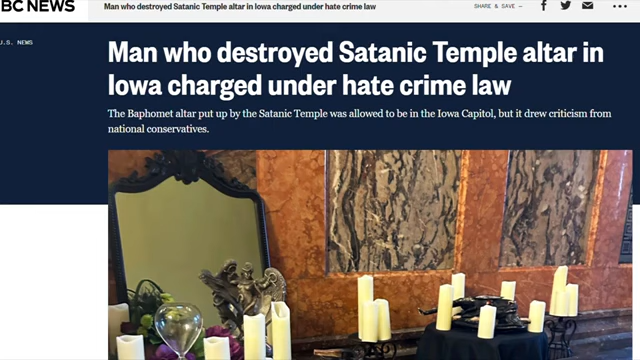 BC NEWS
Man who destroyed Satanic Temple altar in Iowa charged under hate crime law
SHARE & SAVE —
U.S. NEWS
Man who destroyed Satanic Temple altar in
Iowa charged under hate crime law
The Baphomet altar put up by the Satanic Temple was allowed to be in the Iowa Capitol, but it drew criticism from
national conservatives.